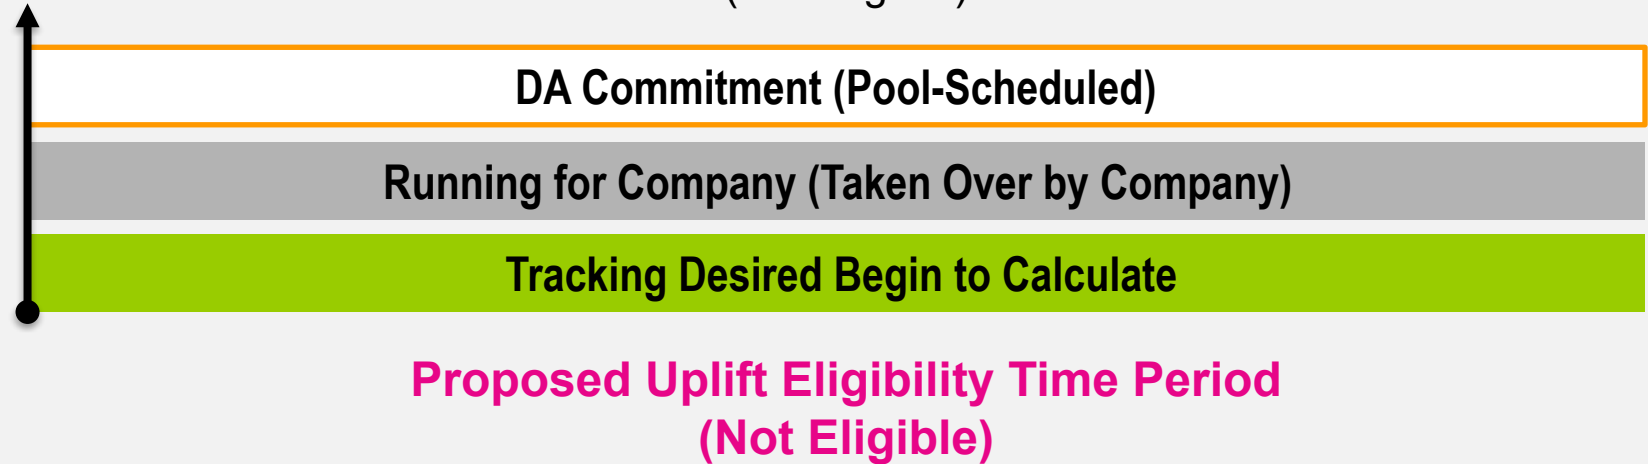 DA Commitment (Pool-Scheduled)
Running for Company (Taken Over by Company)
Tracking Desired Begin to Calculate
Proposed Uplift Eligibility Time Period
(Not Eligible)